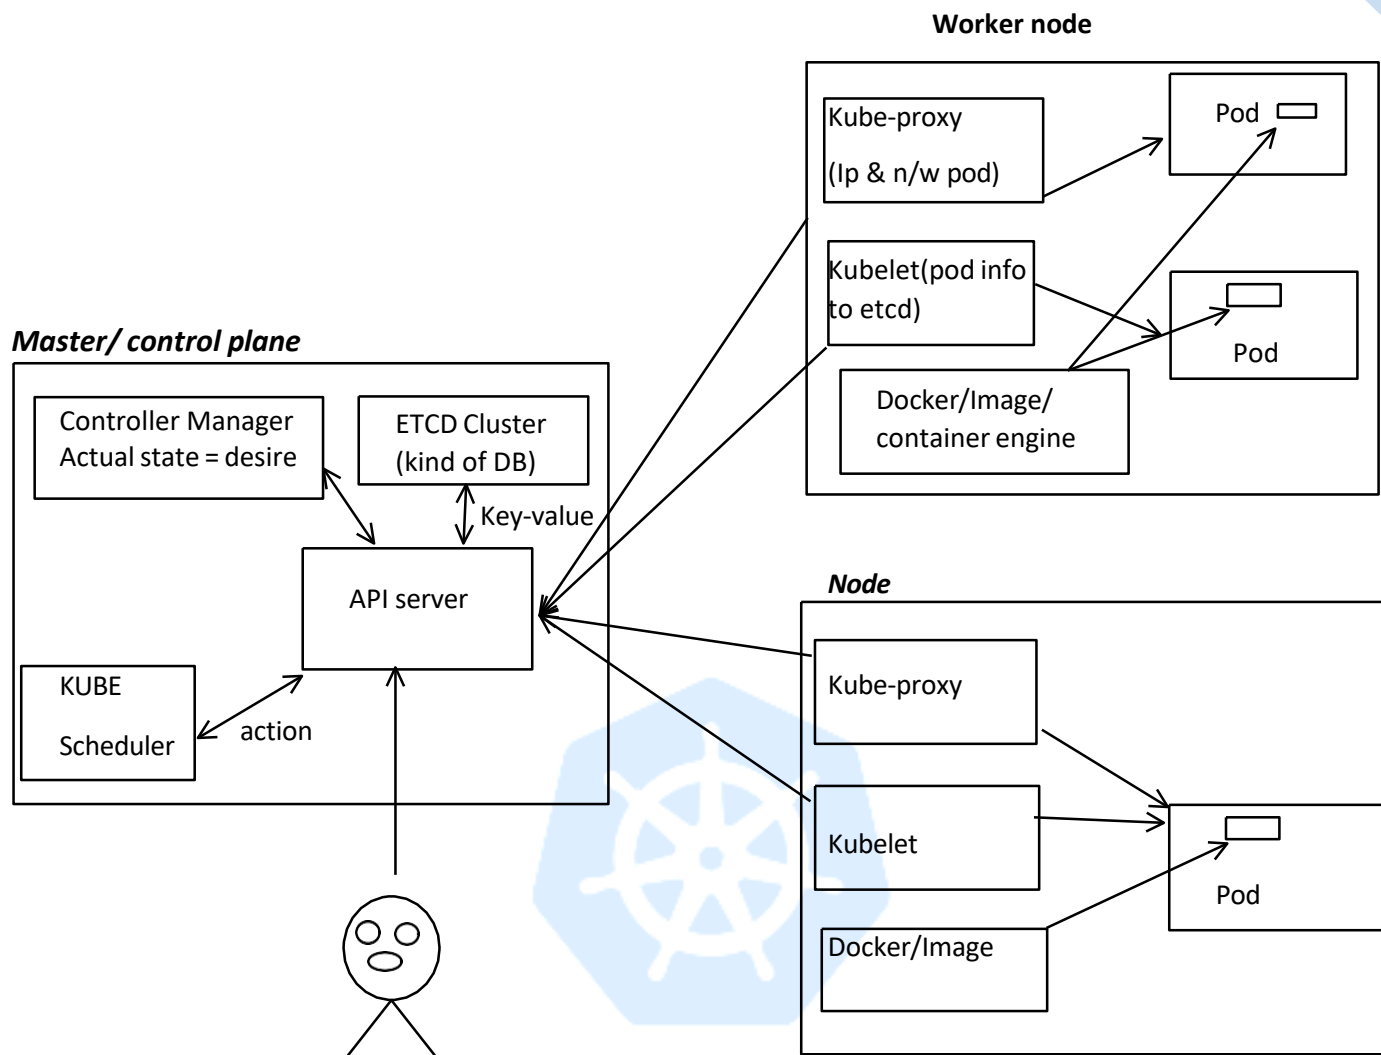 Worker node
Kube-proxy
(Ip & n/w pod)
Pod
Kubelet(pod info
to etcd)
Pod
Docker/Image/
container engine
Master/ control plane
Controller Manager
Actual state = desire
ETCD Cluster
(kind of DB)
Key-value
API server
KUBE
Scheduler
action
Node
Kube-proxy
Kubelet
Pod
Docker/Image